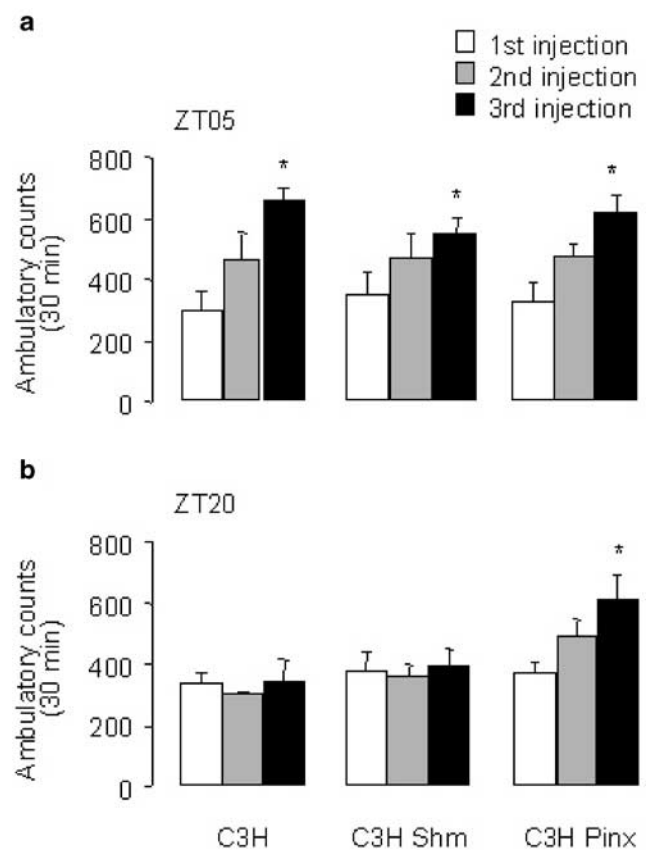 a
1st injection
2nd injection
3rd injection
ZT05
Ambulatory counts
(30 min)
800
600
400
200
0
*
*
*
b
ZT20
Ambulatory counts
(30 min)
800
600
400
200
0
*
C3H
C3H Shm
C3H Pinx